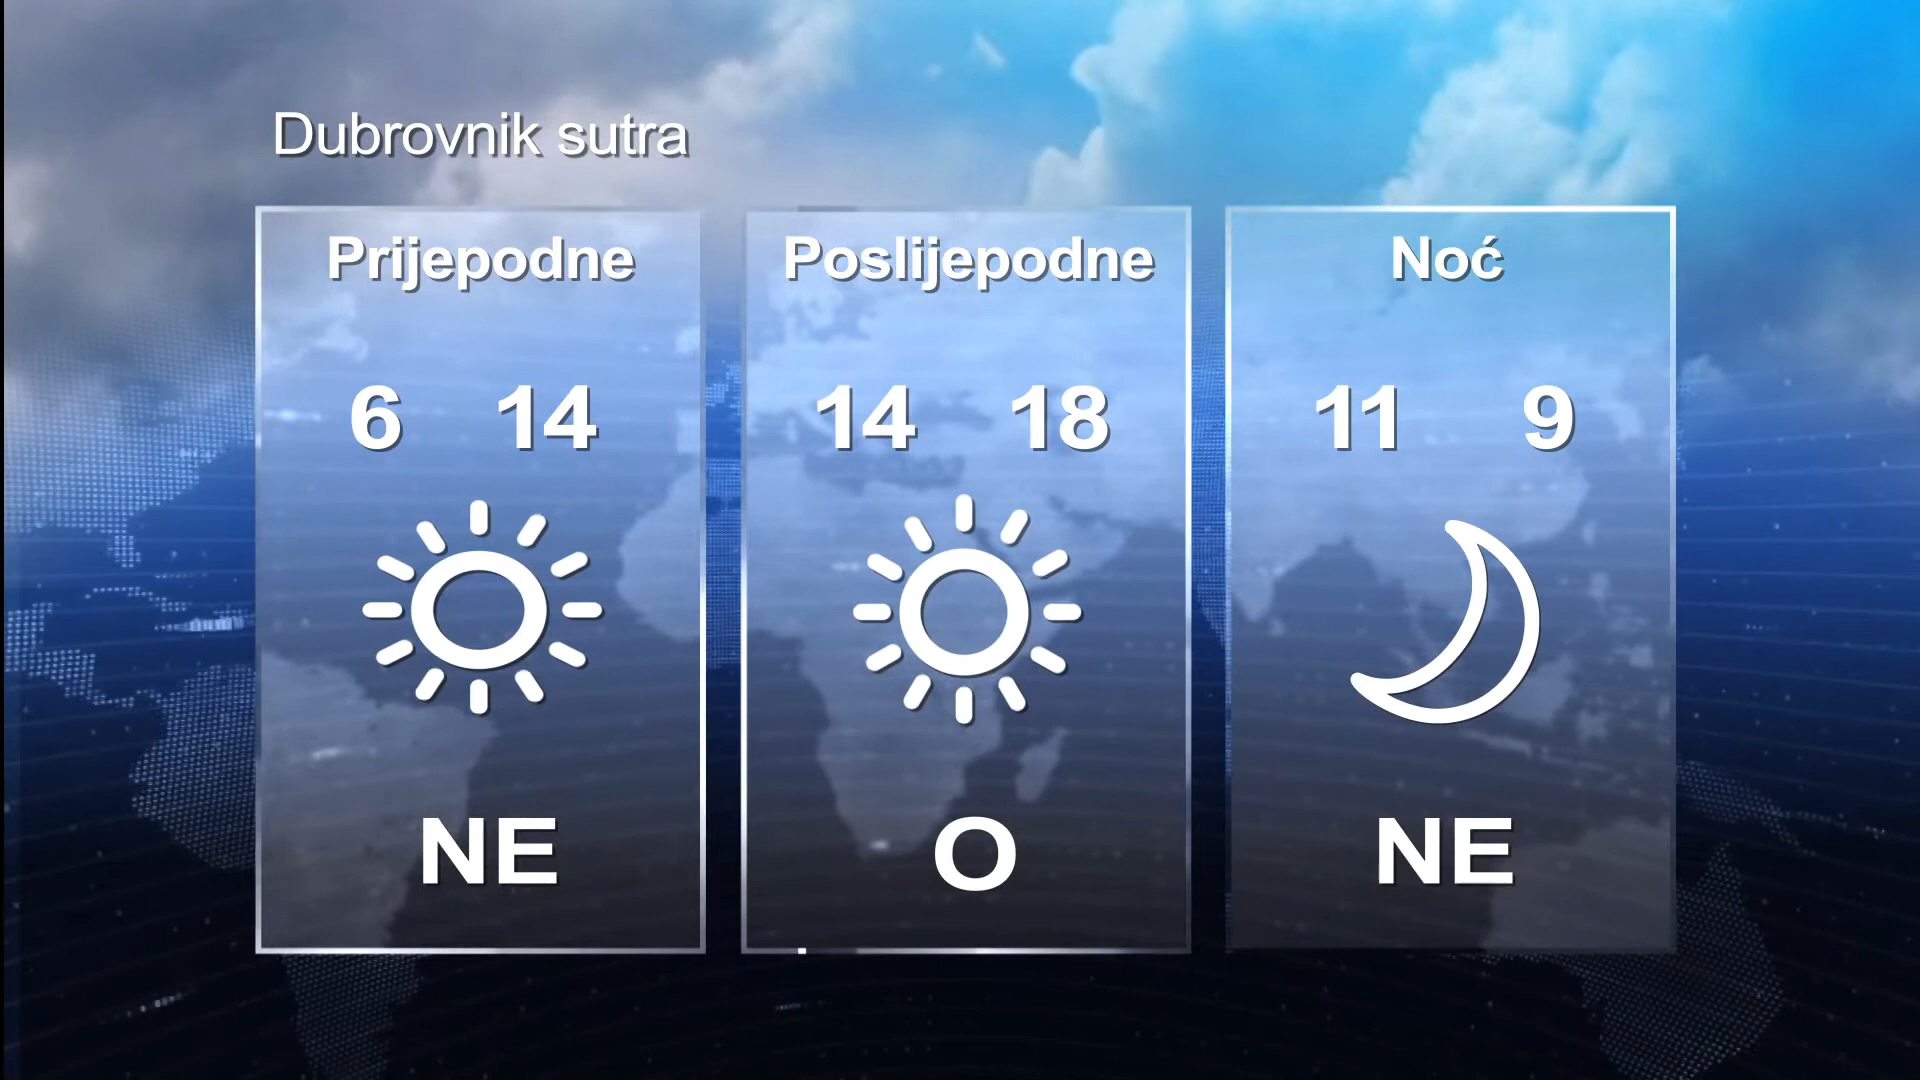 Dubrovnik sutra
Prijepodne
6 14
NE
Poslijepodne
14 18
O
Noć
11 9
NE